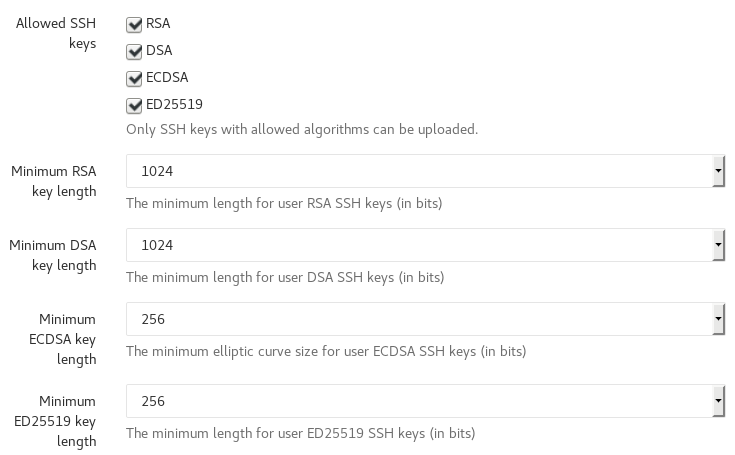 Allowed SSH
keys
RSA
DSA
ECDSA
ED25519
Only SSH keys with allowed algorithms can be uploaded.
Minimum RSA
key length
1024
The minimum length for user RSA SSH keys (in bits)
Minimum DSA
key length
1024
The minimum length for user DSA SSH keys (in bits)
Minimum
ECDSA key
length
256
The minimum elliptic curve size for user ECDSA SSH keys (in bits)
Minimum
ED25519 key
length
256
The minimum length for user ED25519 SSH keys (in bits)